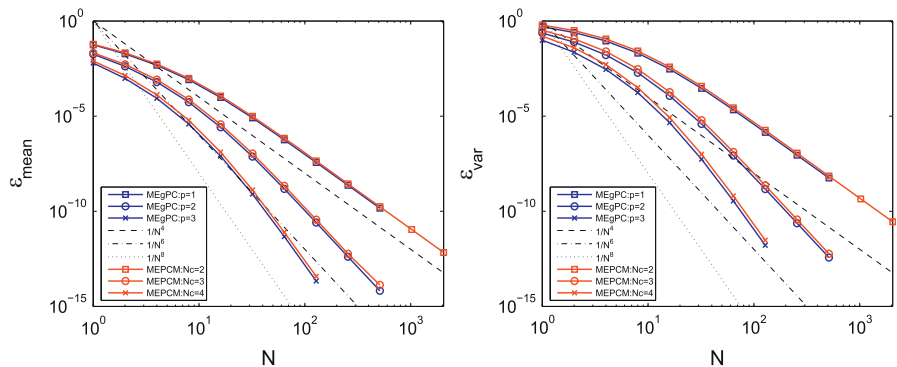 10^0
10^-5
10^-10
10^-15
ε_mean
MEgPC:p=1
MEgPC:p=2
MEgPC:p=3
1/N^4
1/N^6
1/N^8
MEPCM:Nc=2
MEPCM:Nc=3
MEPCM:Nc=4
10^0 10^1 10^2 10^3
N
10^0
10^-5
10^-10
10^-15
ε_var
MEgPC:p=1
MEgPC:p=2
MEgPC:p=3
1/N^4
1/N^6
1/N^8
MEPCM:Nc=2
MEPCM:Nc=3
MEPCM:Nc=4
10^0 10^1 10^2 10^3
N